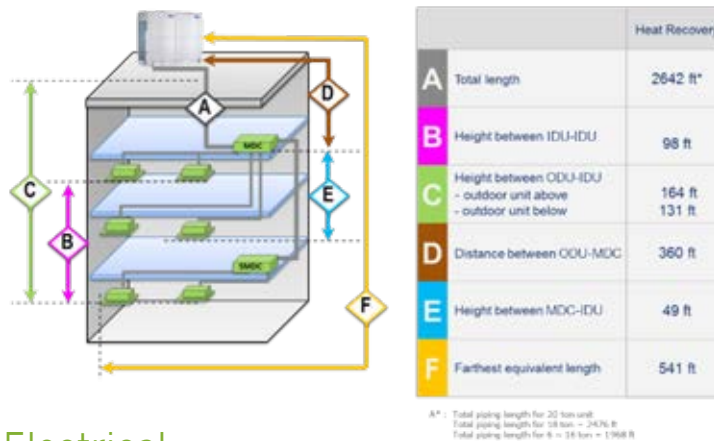 A
D
MDC
C
E
B
SMDC
F
Heat Recovery
A Total length 2642 ft*
B Height between IDU-IDU 98 ft
C Height between ODU-IDU
- outdoor unit above 164 ft
- outdoor unit below 131 ft
D Distance between ODU-MDC 360 ft
E Height between MDC-IDU 49 ft
F Farthest equivalent length 541 ft
A* : Total piping length for 20 ton unit
Total piping length for 18 ton = 2476 ft
Total piping length for 6 ~ 16 ton = 1968 ft
Electrical